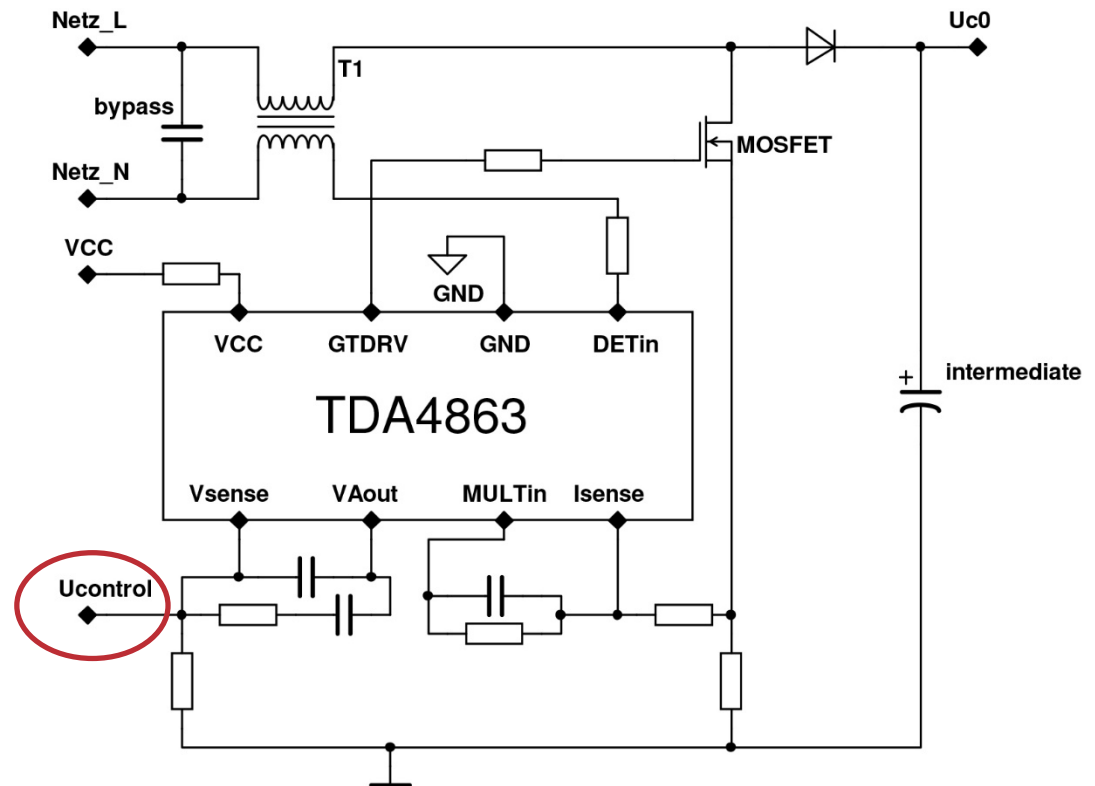 Netz_L
Uc0
T1
bypass
MOSFET
Netz_N
VCC
GND
VCC GTDRV GND DETin
intermediate
+
TDA4863
Vsense VAout MULTin Isense
Ucontrol